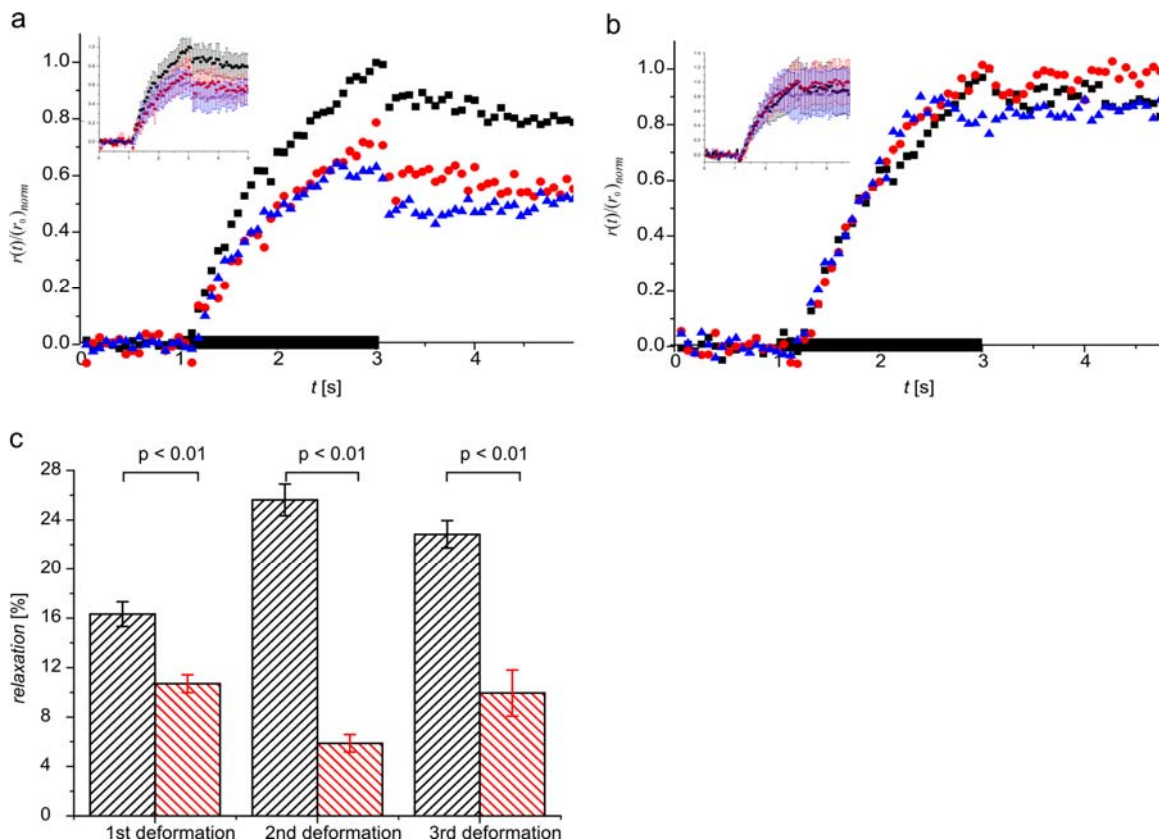 a
1.0
0.8
0.6
0.4
0.2
0.0
r(t)/(r₀)norm
0 1 2 3 4
t [s]
b
1.0
0.8
0.6
0.4
0.2
0.0
r(t)/(r₀)norm
0 1 2 3 4
t [s]
c
p < 0.01 p < 0.01 p < 0.01
28
24
20
16
12
8
4
0
relaxation [%]
1st deformation 2nd deformation 3rd deformation